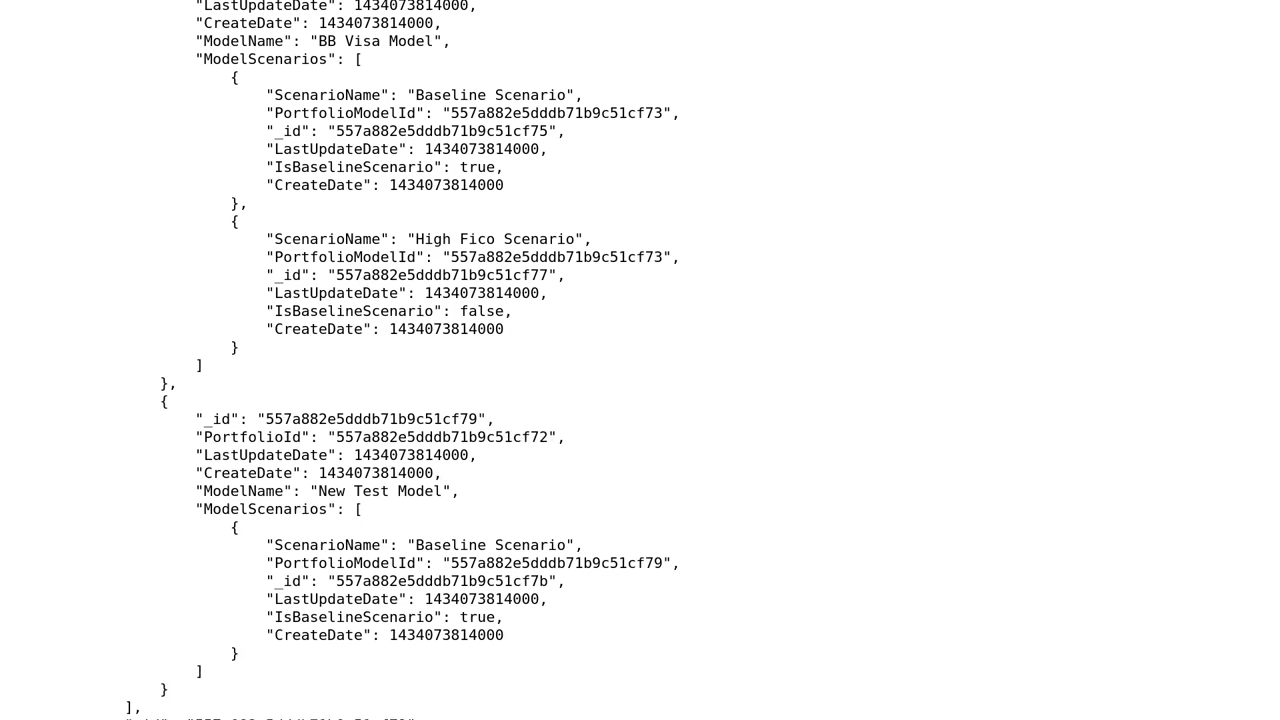 "LastUpdateDate": 1434073814000,
"CreateDate": 1434073814000,
"ModelName": "BB Visa Model",
"ModelScenarios": [
{
"ScenarioName": "Baseline Scenario",
"PortfolioModelId": "557a882e5dddb71b9c51cf73",
"_id": "557a882e5dddb71b9c51cf75",
"LastUpdateDate": 1434073814000,
"IsBaselineScenario": true,
"CreateDate": 1434073814000
},
{
"ScenarioName": "High Fico Scenario",
"PortfolioModelId": "557a882e5dddb71b9c51cf73",
"_id": "557a882e5dddb71b9c51cf77",
"LastUpdateDate": 1434073814000,
"IsBaselineScenario": false,
"CreateDate": 1434073814000
}
]
},
{
"_id": "557a882e5dddb71b9c51cf79",
"PortfolioId": "557a882e5dddb71b9c51cf72",
"LastUpdateDate": 1434073814000,
"CreateDate": 1434073814000,
"ModelName": "New Test Model",
"ModelScenarios": [
{
"ScenarioName": "Baseline Scenario",
"PortfolioModelId": "557a882e5dddb71b9c51cf79",
"_id": "557a882e5dddb71b9c51cf7b",
"LastUpdateDate": 1434073814000,
"IsBaselineScenario": true,
"CreateDate": 1434073814000
}
]
}
],